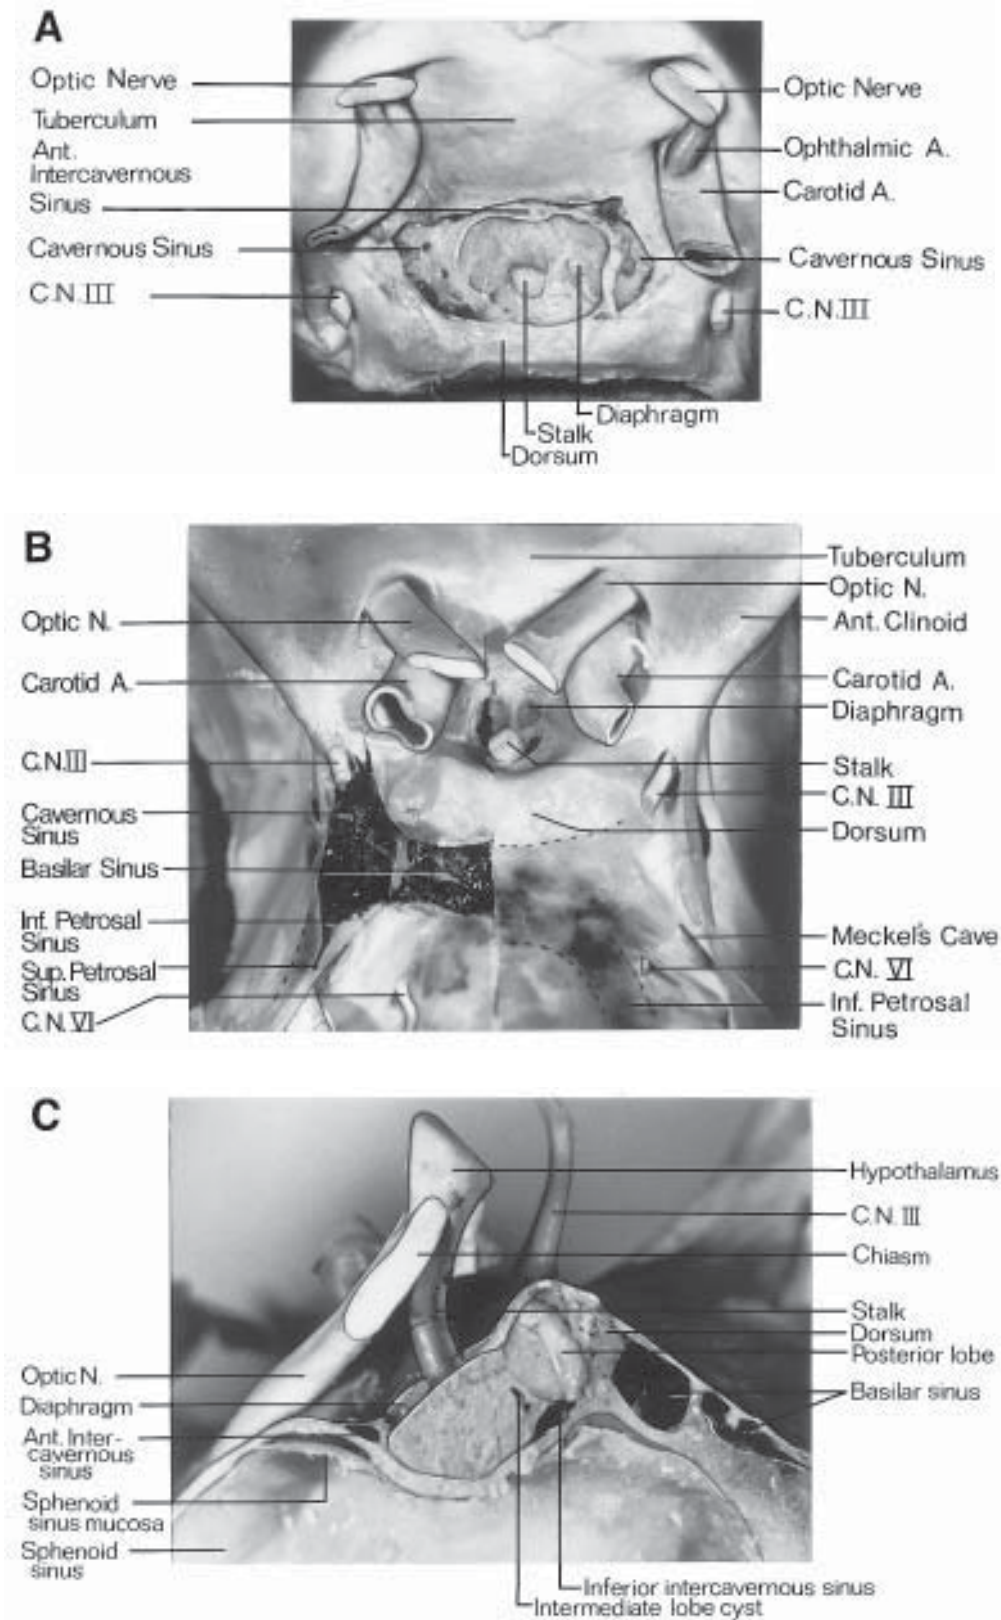 A
Optic Nerve
Tuberculum
Ant.
Intercavernous
Sinus
Cavernous Sinus
C.N. III
Optic Nerve
Ophthalmic A.
Carotid A.
Cavernous Sinus
C.N. III
Diaphragm
Stalk
Dorsum
B
Optic N.
Carotid A.
C.N. III
Cavernous
Sinus
Basilar Sinus
Inf. Petrosal
Sinus
Sup. Petrosal
Sinus
C.N. VI
Tuberculum
Optic N.
Ant. Clinoid
Carotid A.
Diaphragm
Stalk
C.N. III
Dorsum
Meckel's Cave
C.N. VI
Inf. Petrosal
Sinus
C
Optic N.
Diaphragm
Ant. Inter-
cavernous
sinus
Sphenoid
sinus mucosa
Sphenoid
sinus
Hypothalamus
C.N. III
Chiasm
Stalk
Dorsum
Posterior lobe
Basilar sinus
Inferior intercavernous sinus
Intermediate lobe cyst